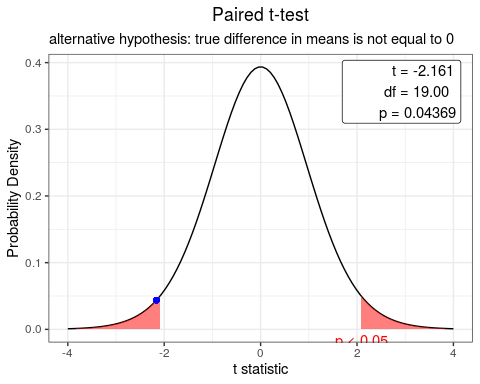 Paired t-test
alternative hypothesis: true difference in means is not equal to 0
t = -2.161
df = 19.00
p = 0.04369
Probability Density
0.4
0.3
0.2
0.1
0.0
-4
-2
0
2
4
p < 0.05
t statistic